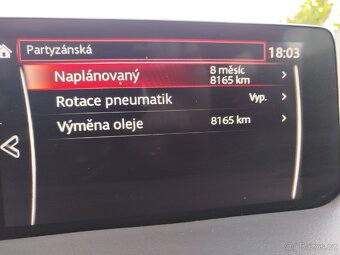 Partyzánská 18:03
Naplánovaný 8 měsíc
8165 km
Rotace pneumatik Vyp.
Výměna oleje 8165 km